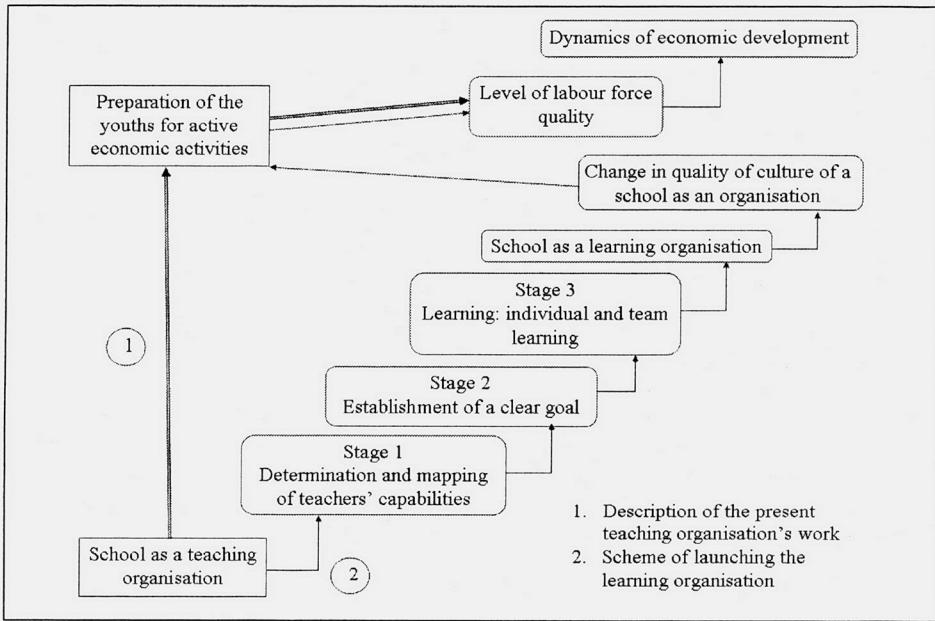 Dynamics of economic development
Preparation of the
youths for active
economic activities
Level of labour force
quality
Change in quality of culture of a
school as an organisation
School as a learning organisation
Stage 3
Learning: individual and team
learning
1
Stage 2
Establishment of a clear goal
Stage 1
Determination and mapping
of teachers’ capabilities
School as a teaching
organisation
2
1. Description of the present
teaching organisation’s work
2. Scheme of launching the
learning organisation